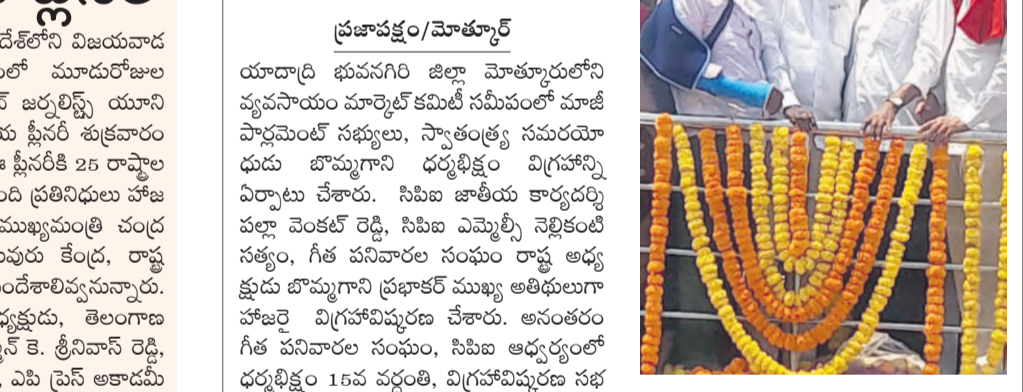 దేశ్‌లోని విజయవాడ
లో మూడురోజుల
జర్నలిస్ట్స్ యూని
ప్లీనరీ శుక్రవారం
ప్లీనరీకి 25 రాష్ట్రాల
ప్రతినిధులు హాజ
ముఖ్యమంత్రి చంద్ర
కేంద్ర, రాష్ట్ర
దేశాలివ్వనున్నారు.
తెలంగాణ
కె. శ్రీనివాస్ రెడ్డి,
ఎపి ప్రెస్ అకాడమీ
ప్రజాపక్షం/మోత్కూర్
యాదాద్రి భువనగిరి జిల్లా మోత్కూరులోని
వ్యవసాయం మార్కెట్ కమిటీ సమీపంలో మాజీ
పార్లమెంట్ సభ్యులు, స్వాతంత్ర్య సమరయో
ధుడు బొమ్మగాని ధర్మభిక్షం విగ్రహాన్ని
ఏర్పాటు చేశారు. సిపిఐ జాతీయ కార్యదర్శి
పల్లా వెంకట్ రెడ్డి, సిపిఐ ఎమ్మెల్సీ నెల్లికంటి
సత్యం, గీత పనివారల సంఘం రాష్ట్ర అధ్య
క్షుడు బొమ్మగాని ప్రభాకర్ ముఖ్య అతిథులుగా
హాజరై విగ్రహావిష్కరణ చేశారు. అనంతరం
గీత పనివారల సంఘం, సిపిఐ ఆధ్వర్యంలో
ధర్మభిక్షం 15వ వర్ధంతి, విగ్రహావిష్కరణ సభ